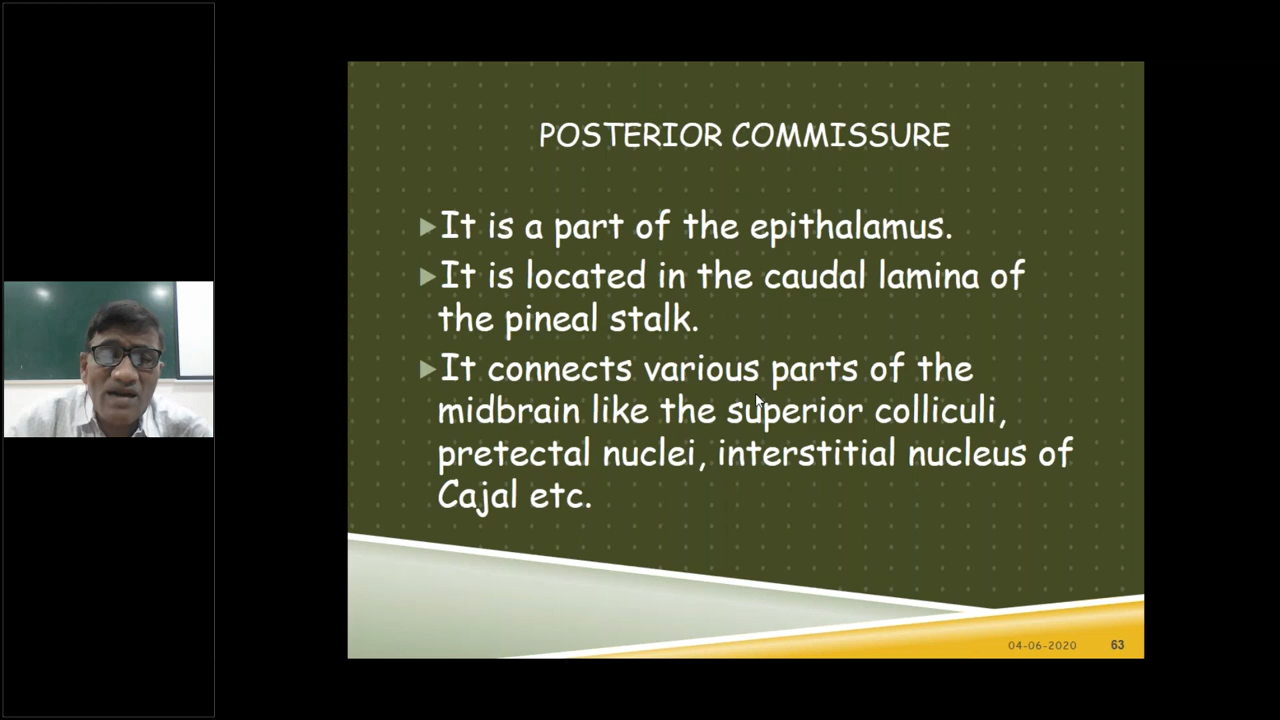 POSTERIOR COMMISSURE
It is a part of the epithalamus.
It is located in the caudal lamina of
the pineal stalk.
It connects various parts of the
midbrain like the superior colliculi,
pretectal nuclei, interstitial nucleus of
Cajal etc.
04-06-2020 63